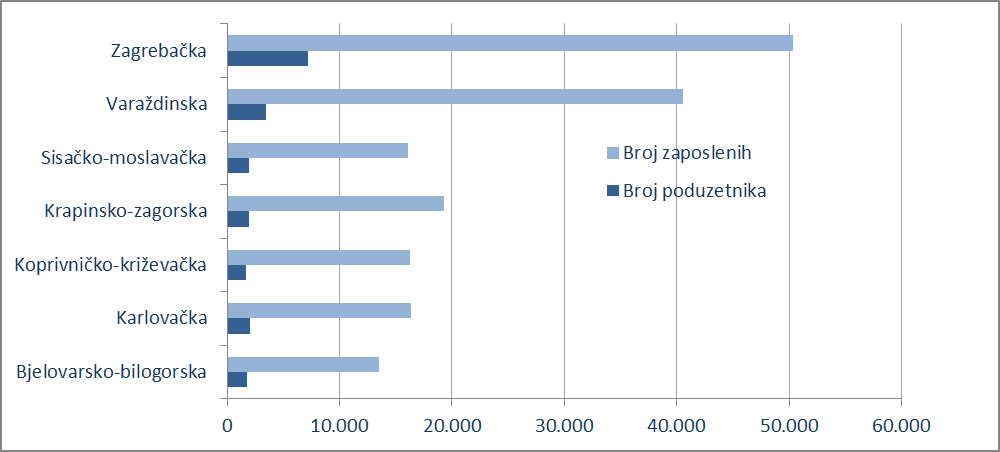 Zagrebačka
Varaždinska
Sisačko-moslavačka
Krapinsko-zagorska
Koprivničko-križevačka
Karlovačka
Bjelovarsko-bilogorska
Broj zaposlenih
Broj poduzetnika
0 10.000 20.000 30.000 40.000 50.000 60.000